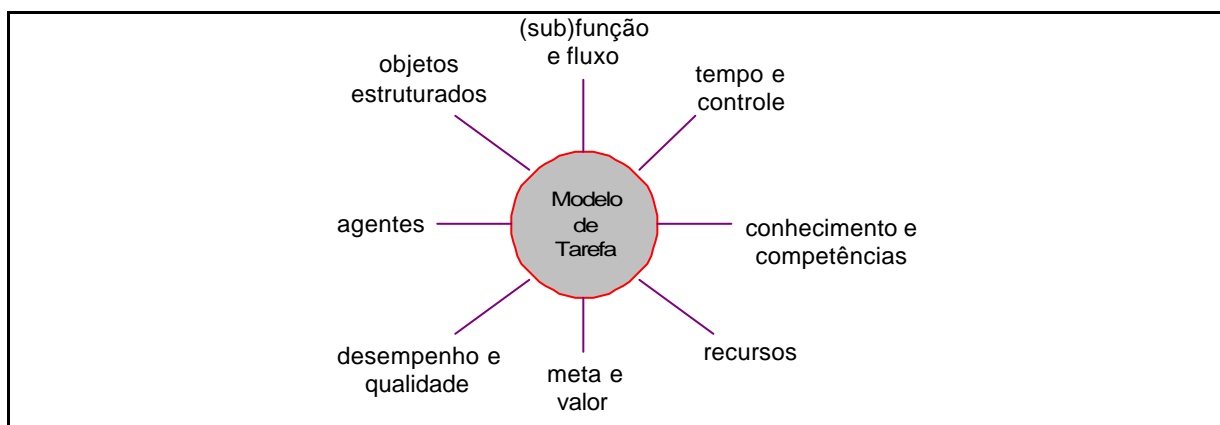 (sub)função
e fluxo
objetos
estruturados
tempo e
controle
Modelo
de
Tarefa
agentes
conhecimento e
competências
desempenho e
qualidade
meta e
valor
recursos